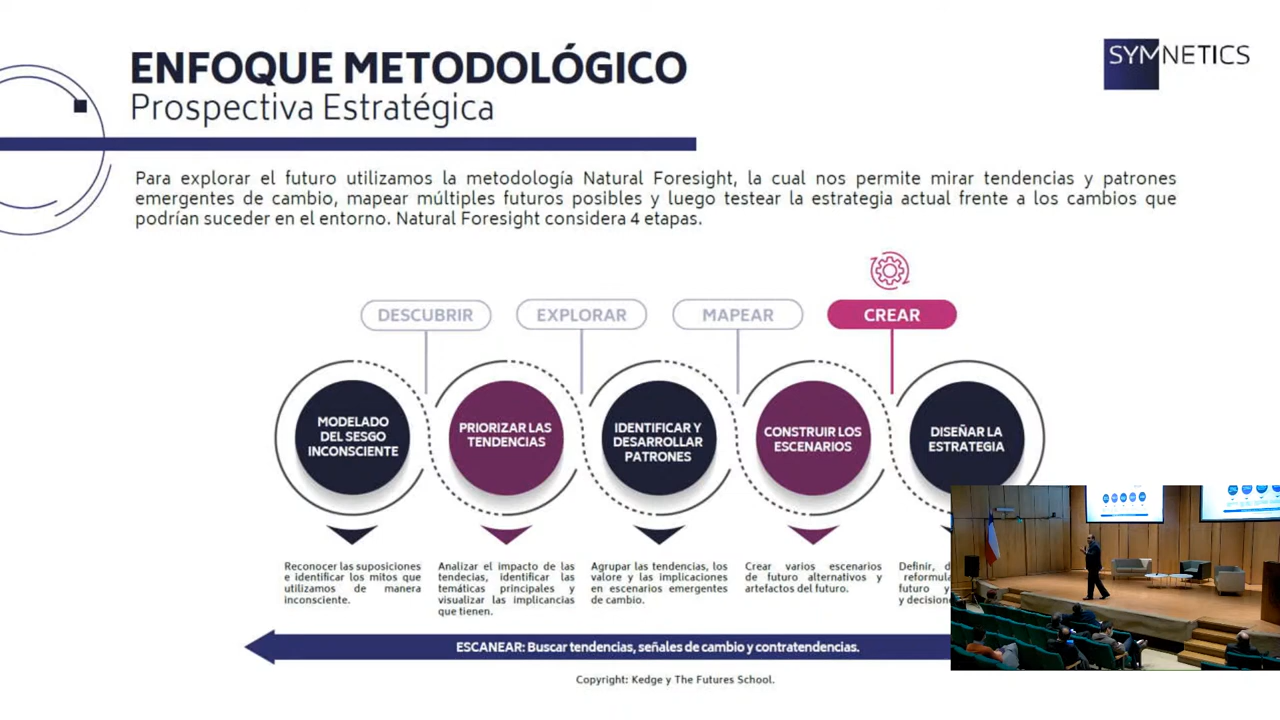 ENFOQUE METODOLÓGICO
Prospectiva Estratégica
SYMNETICS
Para explorar el futuro utilizamos la metodología Natural Foresight, la cual nos permite mirar tendencias y patrones
emergentes de cambio, mapear múltiples futuros posibles y luego testear la estrategia actual frente a los cambios que
podrían suceder en el entorno. Natural Foresight considera 4 etapas.
DESCUBRIR
EXPLORAR
MAPEAR
CREAR
MODELADO
DEL SESGO
INCONSCIENTE
PRIORIZAR LAS
TENDENCIAS
IDENTIFICAR Y
DESARROLLAR
PATRONES
CONSTRUIR LOS
ESCENARIOS
DISEÑAR LA
ESTRATEGIA
Reconocer las suposiciones
e identificar los mitos que
utilizamos de manera
inconsciente.
Analizar el impacto de las
tendecias, identificar las
temáticas principales y
visualizar las implicancias
que tienen.
Agrupar las tendencias, los
valore y las implicaciones
en escenarios emergentes
de cambio.
Crear varios escenarios
de futuro alternativos y
artefactos del futuro.
Definir,
reformula
futuro y
y decisione
ESCANEAR: Buscar tendencias, señales de cambio y contratendencias.
Copyright: Kedge y The Futures School.